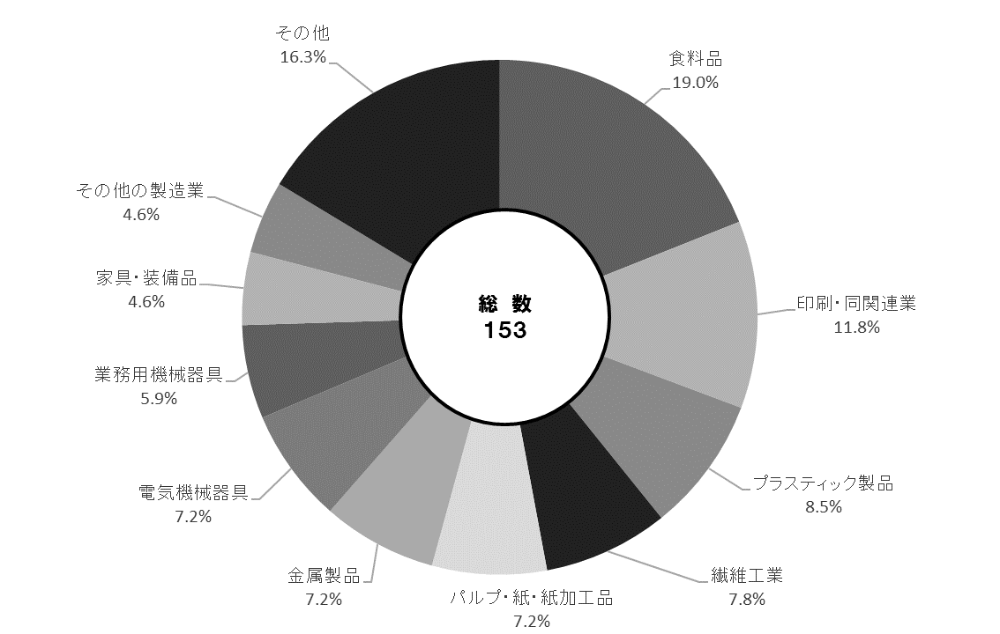 その他
16.3%
食料品
19.0%
その他の製造業
4.6%
家具・装備品
4.6%
総 数
153
印刷・同関連業
11.8%
業務用機械器具
5.9%
プラスティック製品
8.5%
電気機械器具
7.2%
金属製品
7.2%
パルプ・紙・紙加工品
7.2%
繊維工業
7.8%